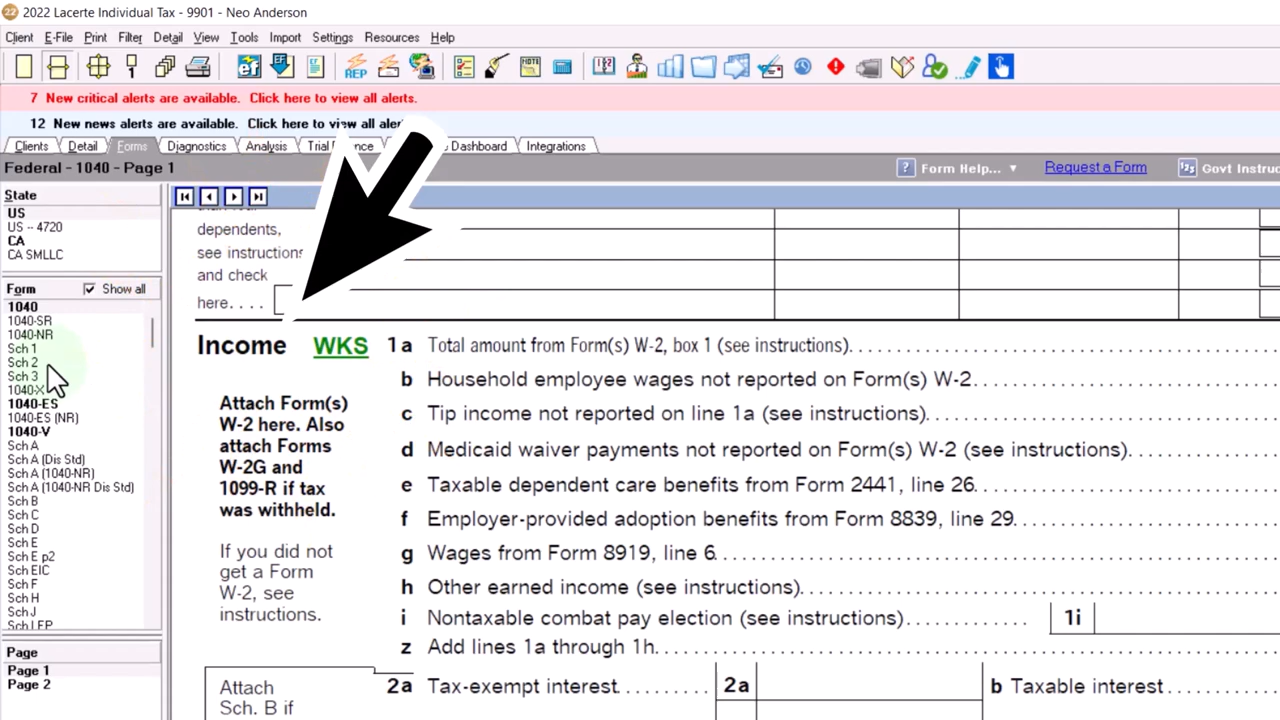 22 2022 Lacerte Individual Tax - 9901 - Neo Anderson
Client E-File Print Filter Detail View Tools Import Settings Resources Help
7 New critical alerts are available. Click here to view all alerts.
12 New news alerts are available. Click here to view all
Clients Detail Forms Diagnostics Analysis Dashboard Integrations
Federal - 1040 - Page 1
? Form Help... Request a Form Govt
State
US
US -- 4720
CA
CA SMLLC
Form Show all
1040
1040-SR
1040-NR
Sch 1
Sch 2
Sch 3
1040-X
1040-ES
1040-ES (NR)
1040-V
Sch A
Sch A (Dis Std)
Sch A (1040-NR)
Sch A (1040-NR Dis Std)
Sch B
Sch C
Sch D
Sch E
Sch E p2
Sch EIC
Sch F
Sch H
Sch J
Sch LEP
Page
Page 1
Page 2
dependents,
see instructions
and check
here. . . .
Income WKS 1a Total amount from Form(s) W-2, box 1 (see instructions).
b Household employee wages not reported on Form(s) W-2.
c Tip income not reported on line 1a (see instructions).
d Medicaid waiver payments not reported on Form(s) W-2 (see instructions).
e Taxable dependent care benefits from Form 2441, line 26.
f Employer-provided adoption benefits from Form 8839, line 29.
g Wages from Form 8919, line 6.
h Other earned income (see instructions).
i Nontaxable combat pay election (see instructions). 1i
z Add lines 1a through 1h.
Attach Form(s)
W-2 here. Also
attach Forms
W-2G and
1099-R if tax
was withheld.
If you did not
get a Form
W-2, see
instructions.
Attach
Sch. B if
2a Tax-exempt interest. 2a b Taxable interest